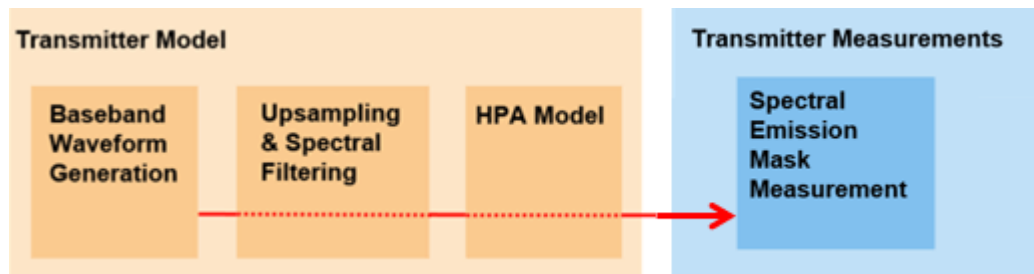 Transmitter Model
Baseband
Waveform
Generation
Upsampling
& Spectral
Filtering
HPA Model
Transmitter Measurements
Spectral
Emission
Mask
Measurement